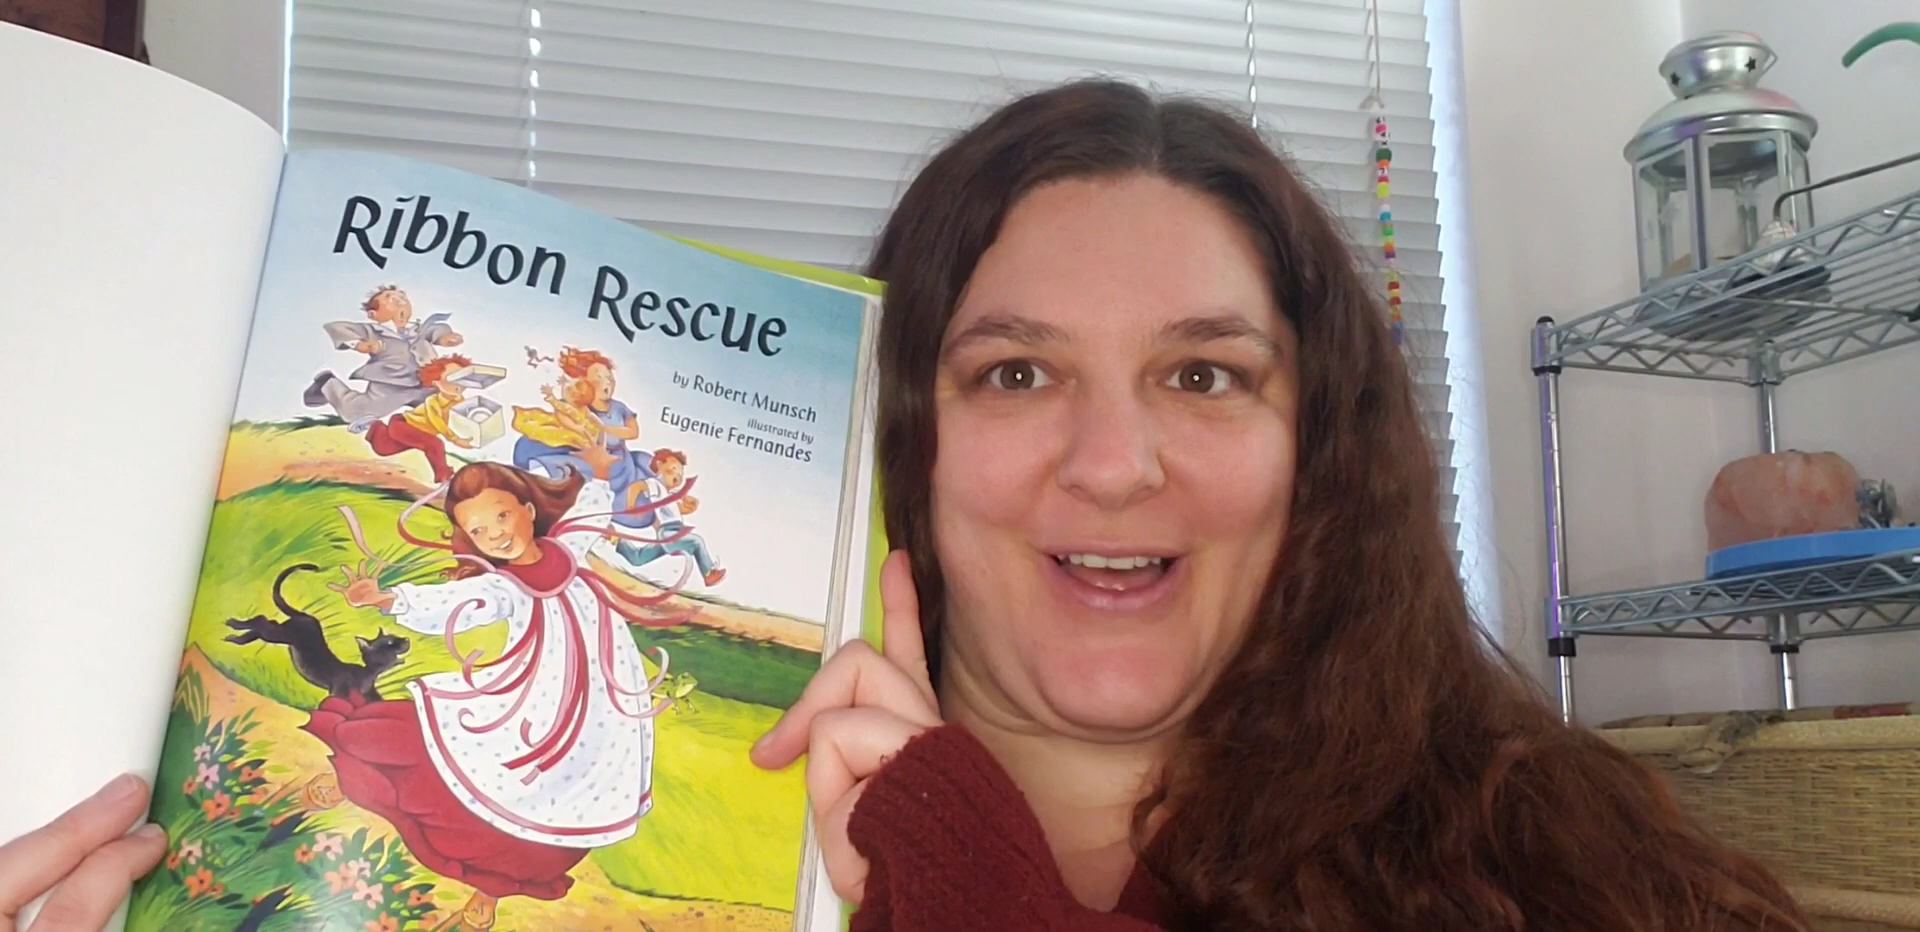 Ribbon Rescue
by Robert Munsch
illustrated by
Eugenie Fernandes